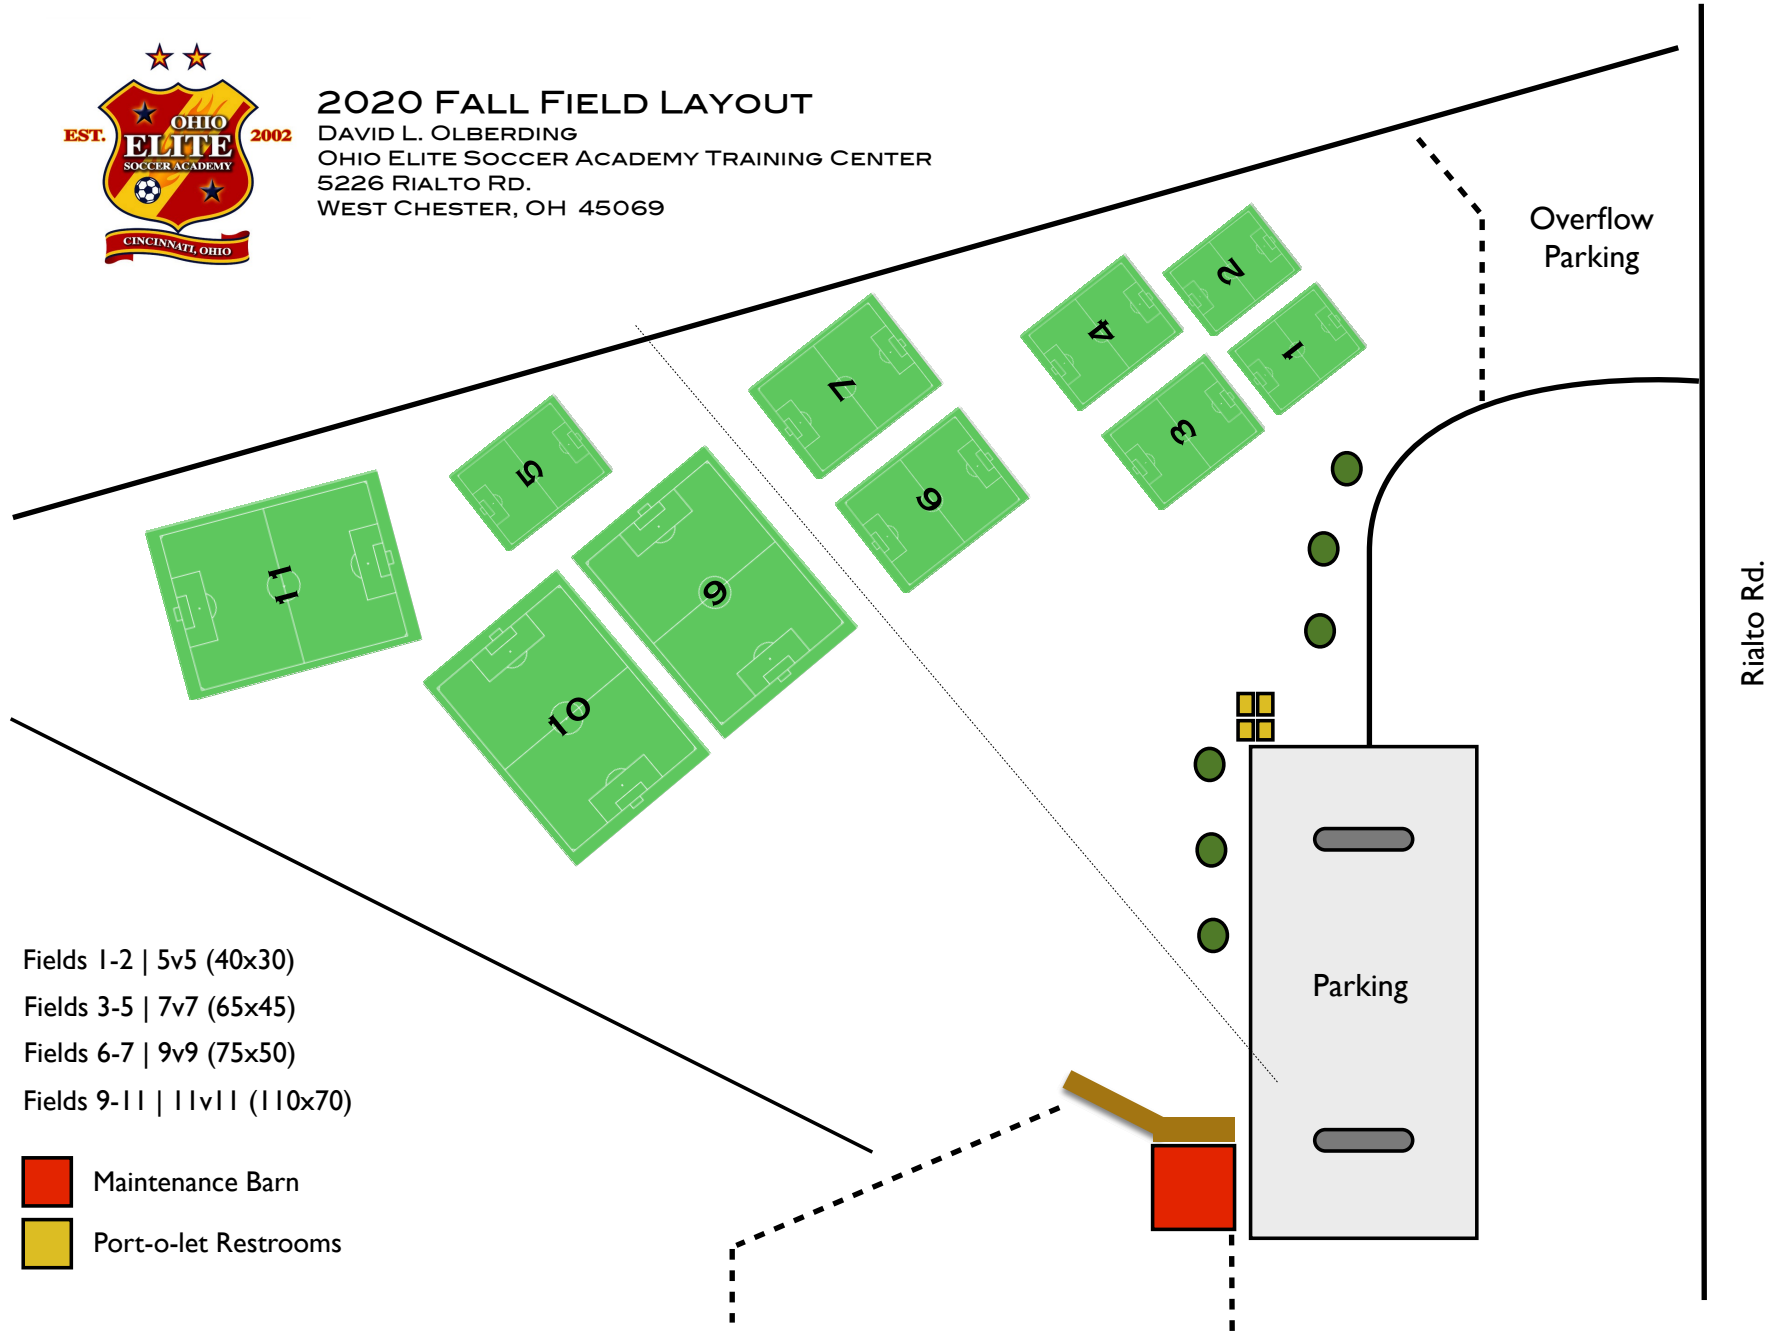 EST.
OHIO
ELITE
SOCCER ACADEMY
2002
CINCINNATI, OHIO
2020 Fall Field Layout
David L. Olberding
Ohio Elite Soccer Academy Training Center
5226 Rialto Rd.
West Chester, OH 45069
Overflow
Parking
2
4
1
7
3
5
6
11
9
10
Rialto Rd.
Parking
Fields 1-2 | 5v5 (40x30)
Fields 3-5 | 7v7 (65x45)
Fields 6-7 | 9v9 (75x50)
Fields 9-11 | 11v11 (110x70)
Maintenance Barn
Port-o-let Restrooms